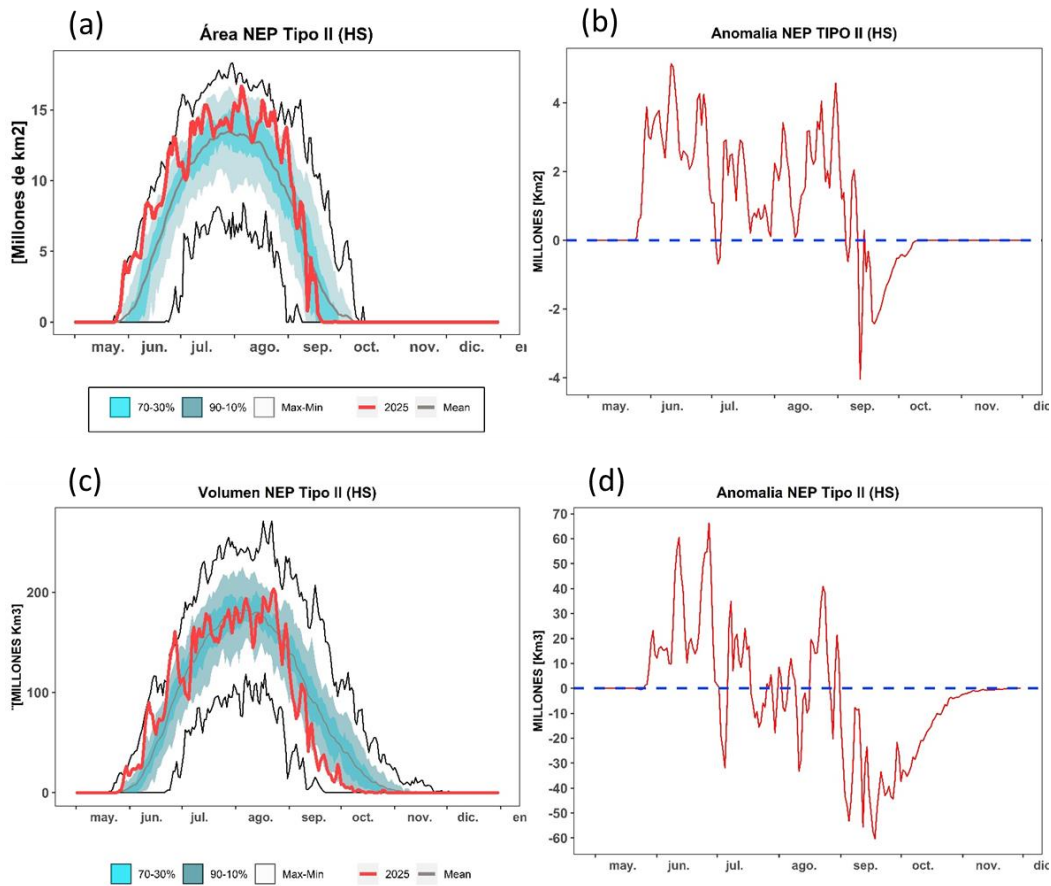 (a)
Área NEP Tipo II (HS)
[Millones de km2]
15
10
5
0
may. jun. jul. ago. sep. oct. nov. dic. en
70-30% 90-10% Max-Min 2025 Mean
(b)
Anomalia NEP TIPO II (HS)
MILLONES [Km2]
4
2
0
-2
-4
may. jun. jul. ago. sep. oct. nov. dic
(c)
Volumen NEP Tipo II (HS)
[MILLONES Km3]
200
100
0
may. jun. jul. ago. sep. oct. nov. dic. en
70-30% 90-10% Max-Min 2025 Mean
(d)
Anomalia NEP Tipo II (HS)
MILLONES [Km3]
70
60
50
40
30
20
10
0
-10
-20
-30
-40
-50
-60
may. jun. jul. ago. sep. oct. nov. dic